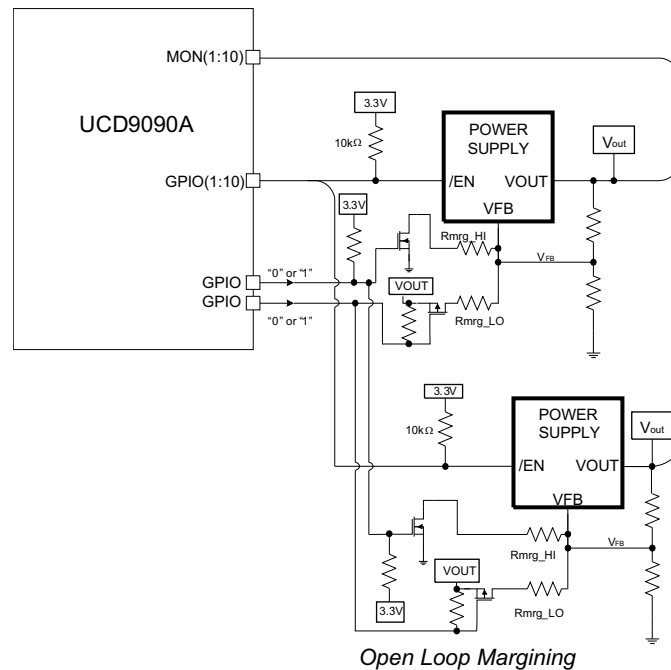 MON(1:10)
UCD9090A
3.3V
POWER
SUPPLY
Vout
10kΩ
GPIO(1:10)
/EN
VOUT
3.3V
VFB
Rmrg_HI
VFB
GPIO
"0" or "1"
VOUT
GPIO
"0" or "1"
Rmrg_LO
3.3V
POWER
SUPPLY
Vout
10kΩ
/EN
VOUT
VFB
Rmrg_HI
VFB
VOUT
Rmrg_LO
3.3V
Open Loop Margining